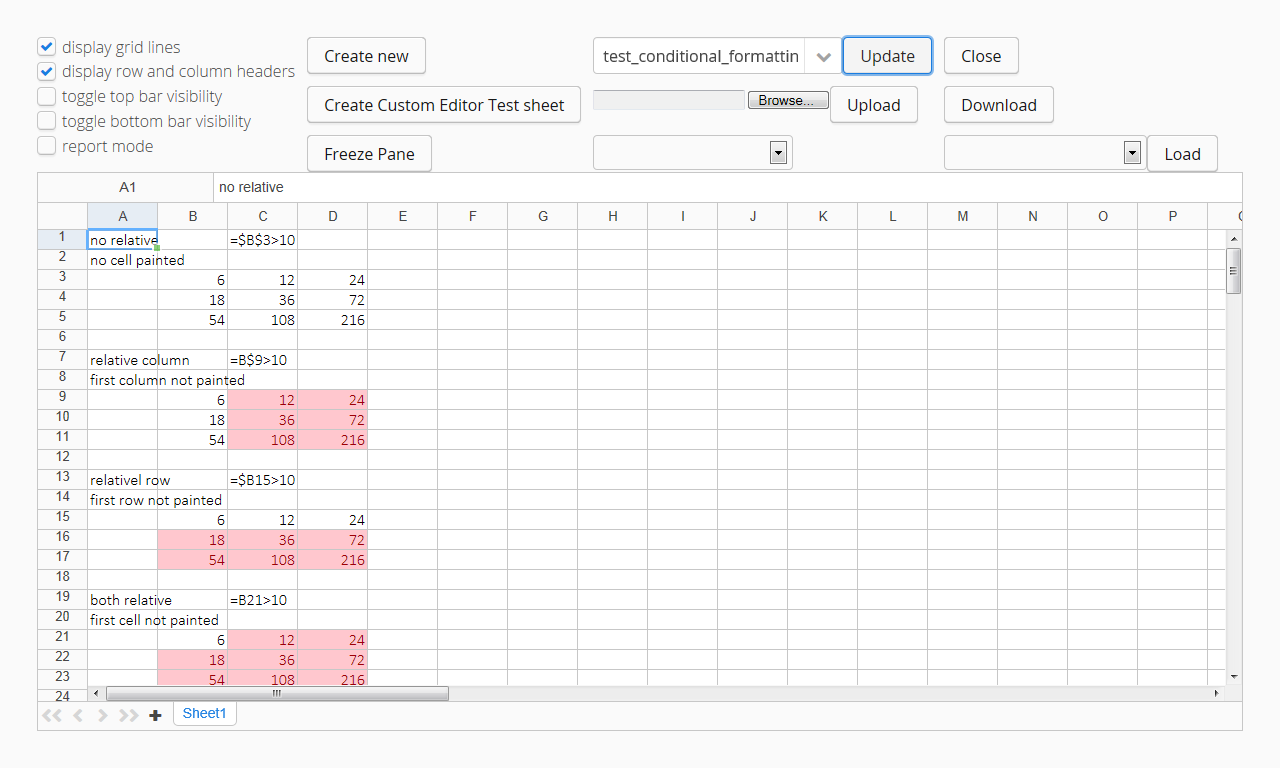 display grid lines
display row and column headers
toggle top bar visibility
toggle bottom bar visibility
report mode
Create new
test_conditional_formattin
Update
Close
Create Custom Editor Test sheet
Browse...
Upload
Download
Freeze Pane
Load
A1 no relative
A B C D E F G H I J K L M N O P
1 no relative =$B$3>10
2 no cell painted
3 6 12 24
4 18 36 72
5 54 108 216
6
7 relative column =B$9>10
8 first column not painted
9 6 12 24
10 18 36 72
11 54 108 216
12
13 relativel row =$B15>10
14 first row not painted
15 6 12 24
16 18 36 72
17 54 108 216
18
19 both relative =B21>10
20 first cell not painted
21 6 12 24
22 18 36 72
23 54 108 216
24
Sheet1